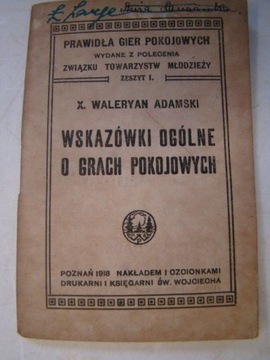 PRAWIDŁA GIER POKOJOWYCH
WYDANE Z POLECENIA
ZWIĄZKU TOWARZYSTW MŁODZIEŻY
ZESZYT I.
X. WALERYAN ADAMSKI
WSKAZÓWKI OGÓLNE
O GRACH POKOJOWYCH
POZNAŃ 1918 NAKŁADEM I CZCIONKAMI
DRUKARNI I KSIĘGARNI ŚW. WOJCIECHA